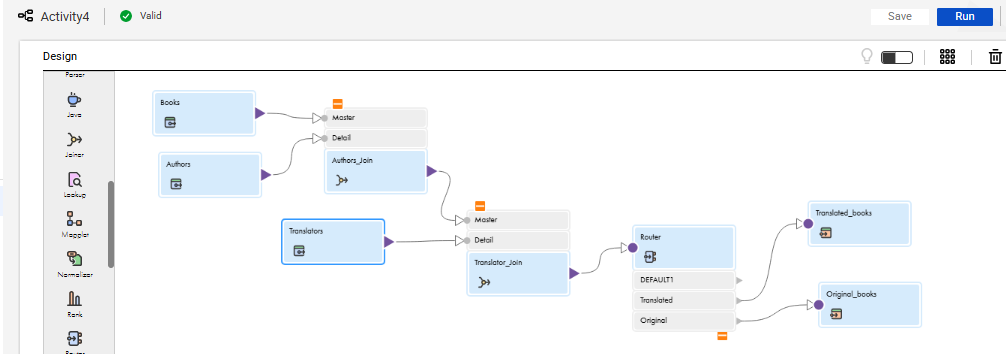 Activity4
Valid
Save
Run
Design
Parser
Java
Joiner
Lookup
Mapplet
Normalizer
Rank
Router
Books
Authors
Master
Detail
Authors_Join
Translators
Master
Detail
Translator_Join
Router
DEFAULT1
Translated
Original
Translated_books
Original_books